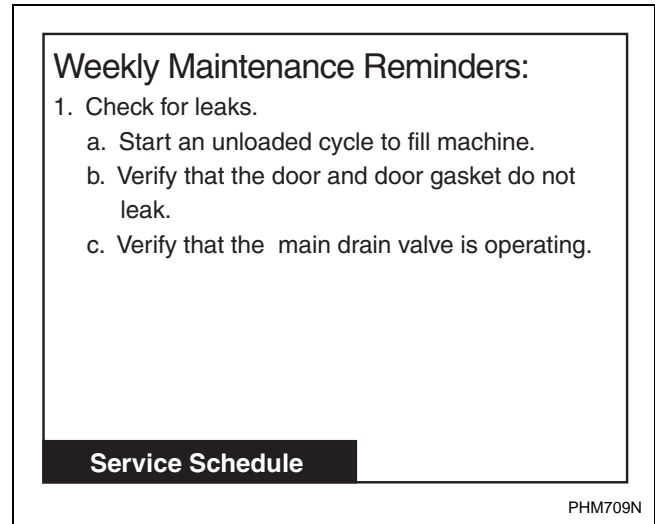 Weekly Maintenance Reminders:
1. Check for leaks.
a. Start an unloaded cycle to fill machine.
b. Verify that the door and door gasket do not
leak.
c. Verify that the main drain valve is operating.
Service Schedule
PHM709N